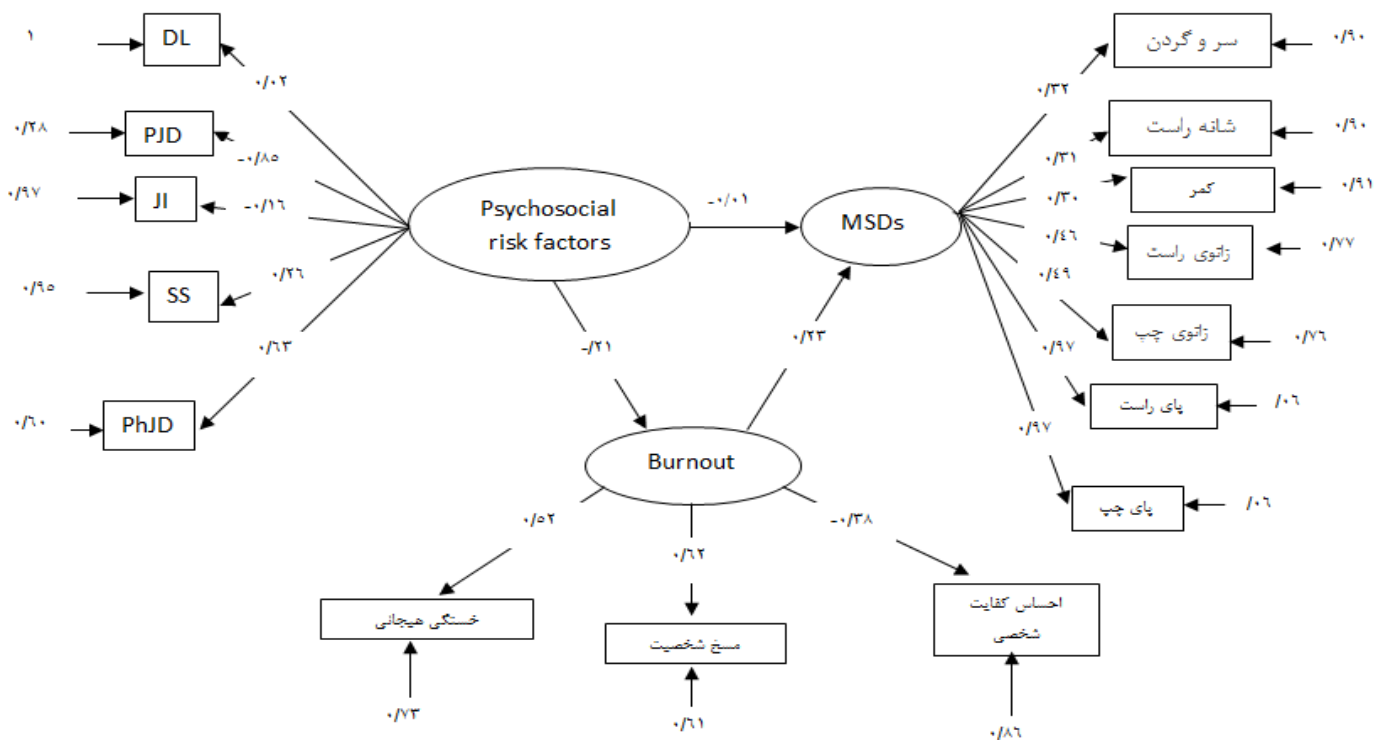 ۱
DL
۰/۰۲
۰/۲۸
PJD
-۰/۸۵
۰/۹۷
JI
-۰/۱۶
۰/۹۵
SS
۰/۲۶
۰/۶۰
PhJD
۰/۶۳
Psychosocial
risk factors
-۰/۰۱
MSDs
-/۲۱
۰/۲۳
Burnout
۰/۳۲
سر و گردن
۰/۹۰
۰/۳۱
شانه راست
۰/۹۰
۰/۳۰
کمر
۰/۹۱
۰/٤۶
زانوی راست
۰/۷۷
۰/٤۹
زانوی چپ
۰/۷۶
۰/۹۷
پای راست
/۰۶
۰/۹۷
پای چپ
/۰۶
۰/۵۲
خستگی هیجانی
۰/۷۳
۰/۶۲
مسخ شخصیت
۰/۶۱
-۰/۳۸
احساس کفایت
شخصی
۰/۸۶